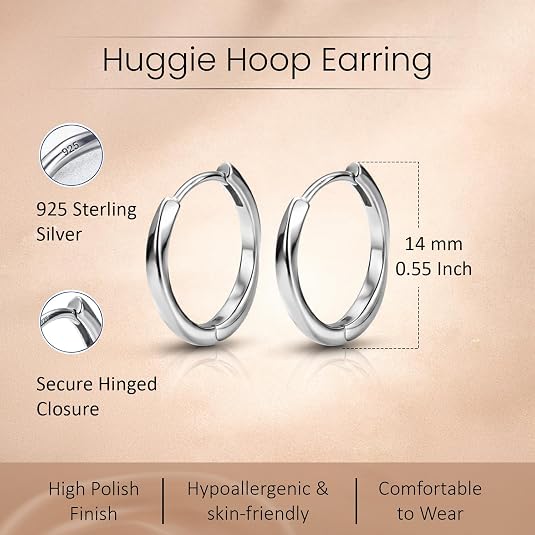 Huggie Hoop Earring
925
925 Sterling
Silver
14 mm
0.55 Inch
Secure Hinged
Closure
High Polish
Finish
Hypoallergenic &
skin-friendly
Comfortable
to Wear